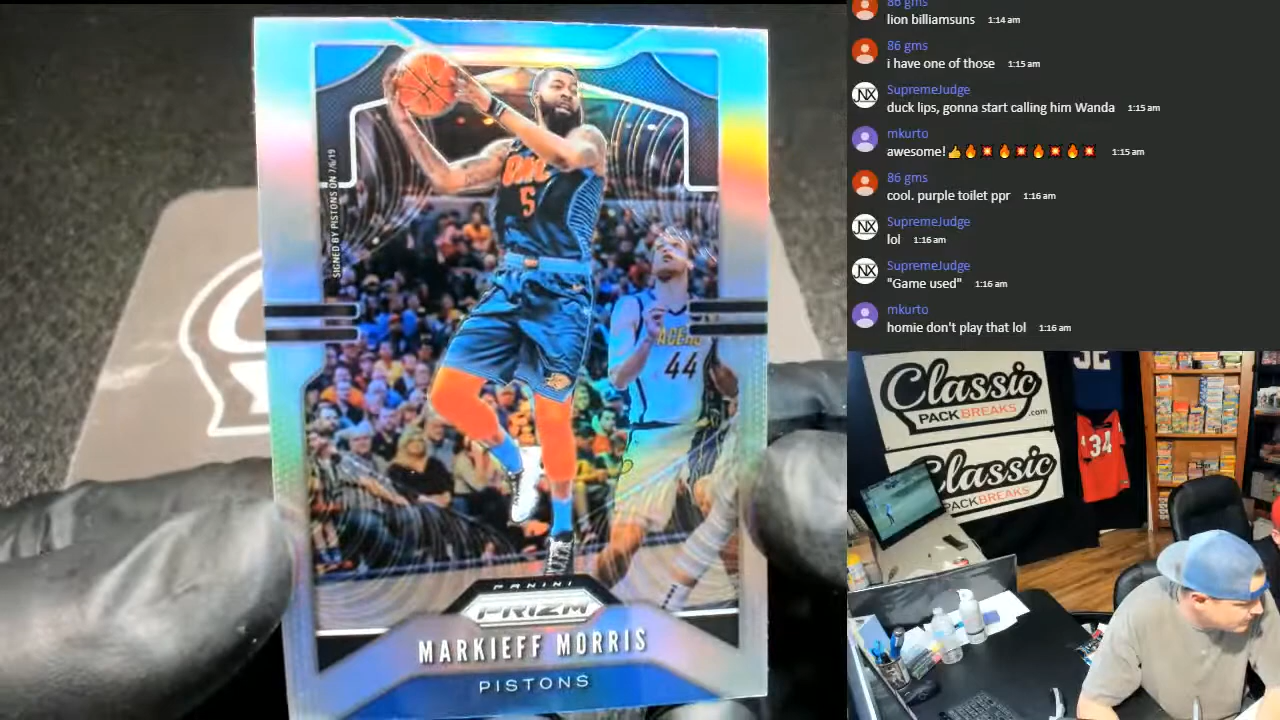 SIGNED BY PISTONS ON 7/6/19
OKC
5
44
PANINI
PRIZM
MARKIEFF MORRIS
PISTONS
86 gms
lion billiamsuns 1:14 am
86 gms
i have one of those 1:15 am
SupremeJudge
duck lips, gonna start calling him Wanda 1:15 am
mkurto
awesome!👍🔥💥🔥💥🔥💥🔥💥 1:15 am
86 gms
cool. purple toilet ppr 1:16 am
SupremeJudge
lol 1:16 am
SupremeJudge
"Game used" 1:16 am
mkurto
homie don't play that lol 1:16 am
Classic
PACKBREAKS.com
Classic
PACKBREAKS
34